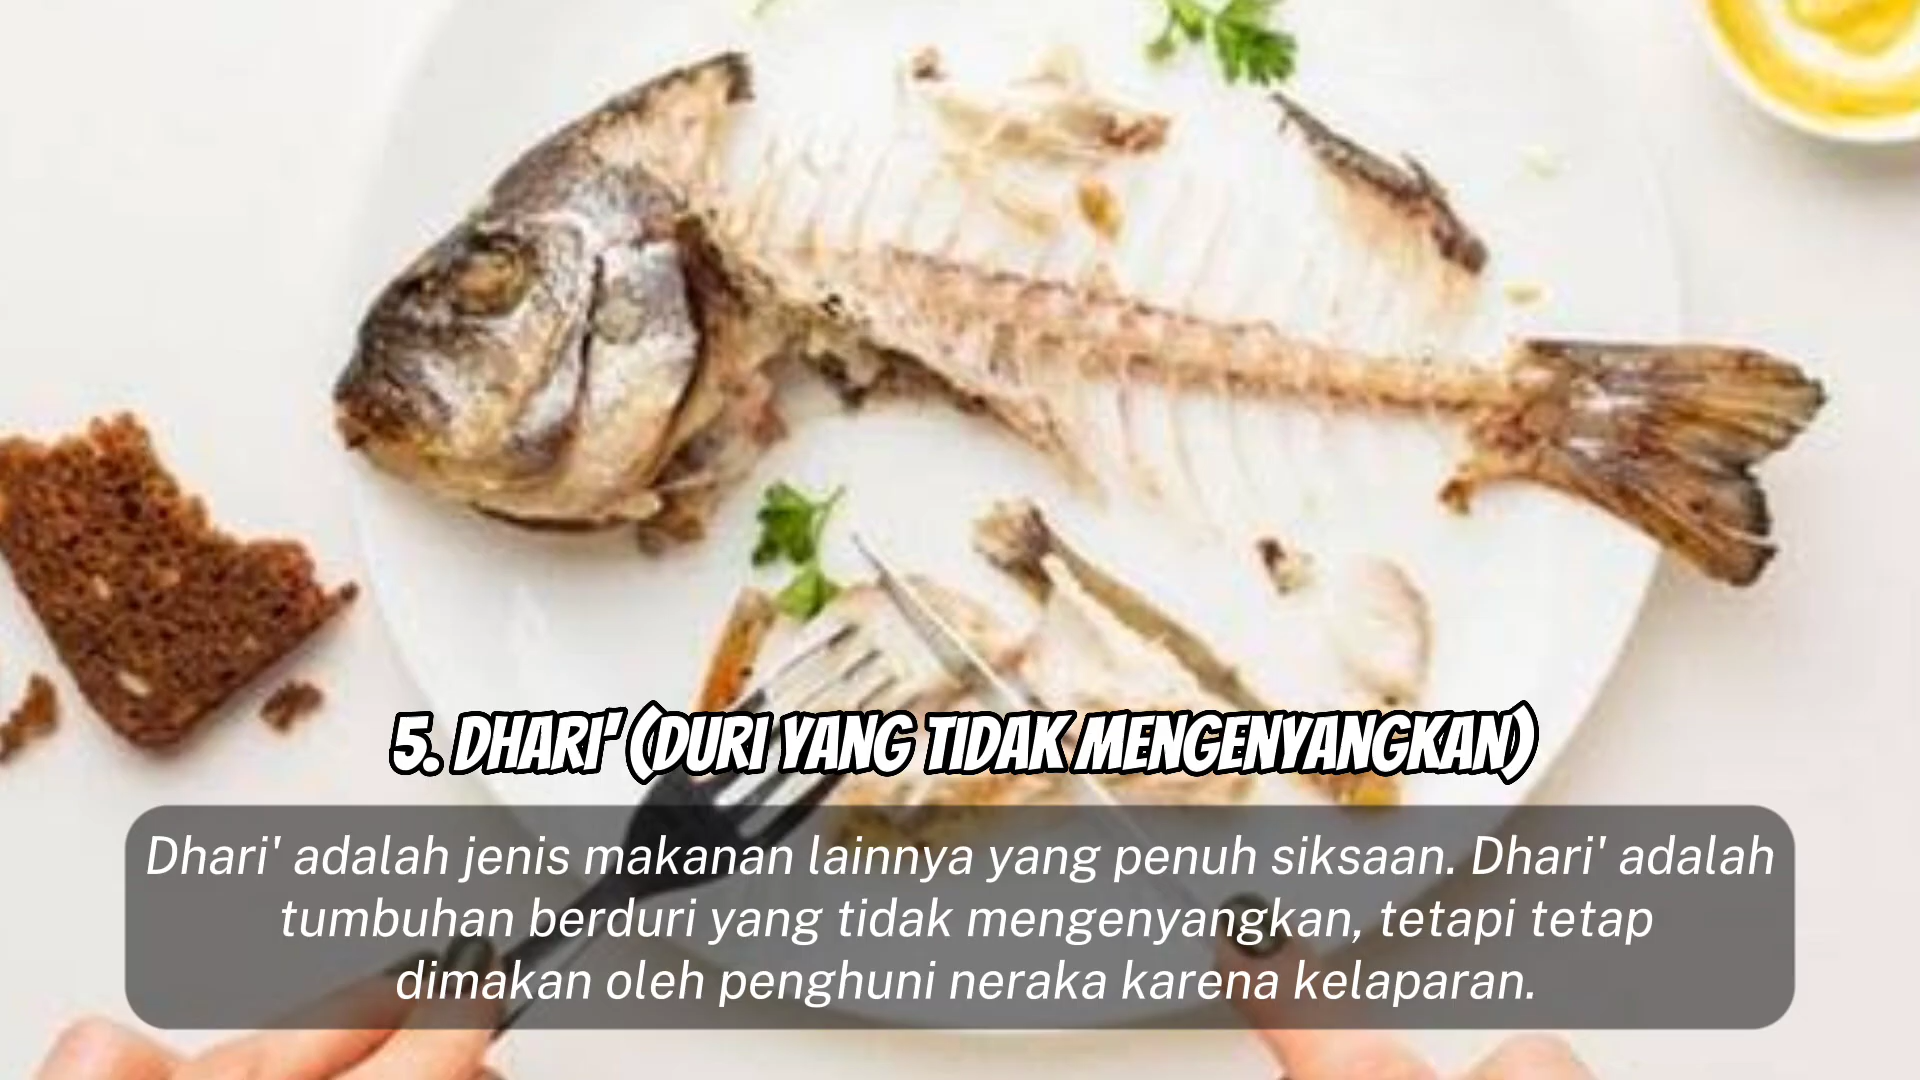 5. DHARI' (DURI YANG TIDAK MENGENYANGKAN)
Dhari' adalah jenis makanan lainnya yang penuh siksaan. Dhari' adalah
tumbuhan berduri yang tidak mengenyangkan, tetapi tetap
dimakan oleh penghuni neraka karena kelaparan.